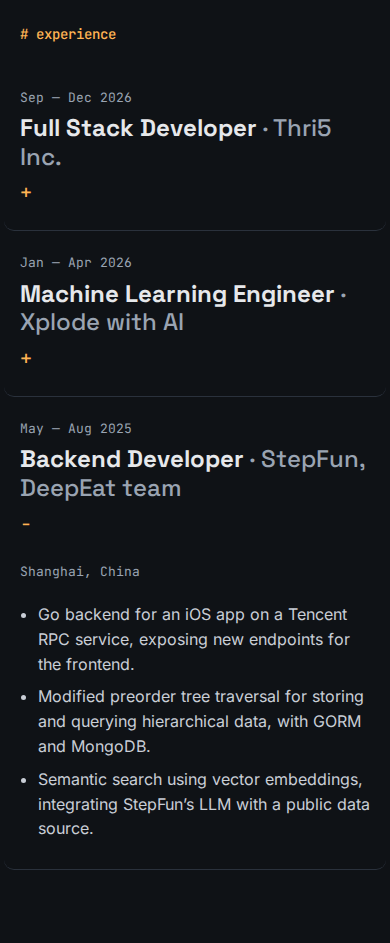 # experience
Sep — Dec 2026
Full Stack Developer · Thri5
Inc.
+
Jan — Apr 2026
Machine Learning Engineer ·
Xplode with AI
+
May — Aug 2025
Backend Developer · StepFun,
DeepEat team
–
Shanghai, China
• Go backend for an iOS app on a Tencent
RPC service, exposing new endpoints for
the frontend.
• Modified preorder tree traversal for storing
and querying hierarchical data, with GORM
and MongoDB.
• Semantic search using vector embeddings,
integrating StepFun’s LLM with a public data
source.